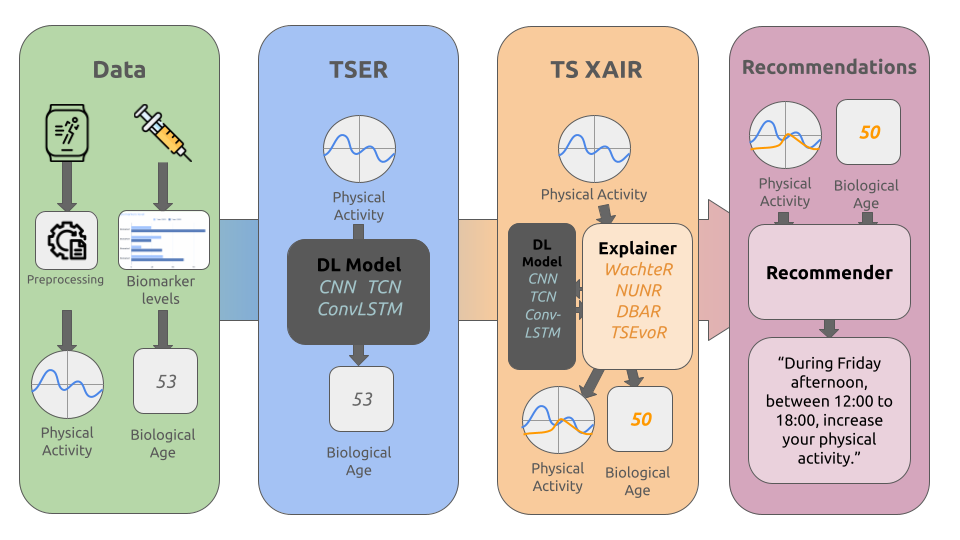 Data
Preprocessing
Biomarker
levels
Physical
Activity
53
Biological
Age
TSER
Physical
Activity
DL Model
CNN TCN
ConvLSTM
53
Biological
Age
TS XAIR
Physical Activity
DL
Model
CNN
TCN
Conv-
LSTM
Explainer
WachteR
NUNR
DBAR
TSEvoR
Physical
Activity
50
Biological
Age
Recommendations
Physical
Activity
50
Biological
Age
Recommender
“During Friday
afternoon,
between 12:00 to
18:00, increase
your physical
activity.”